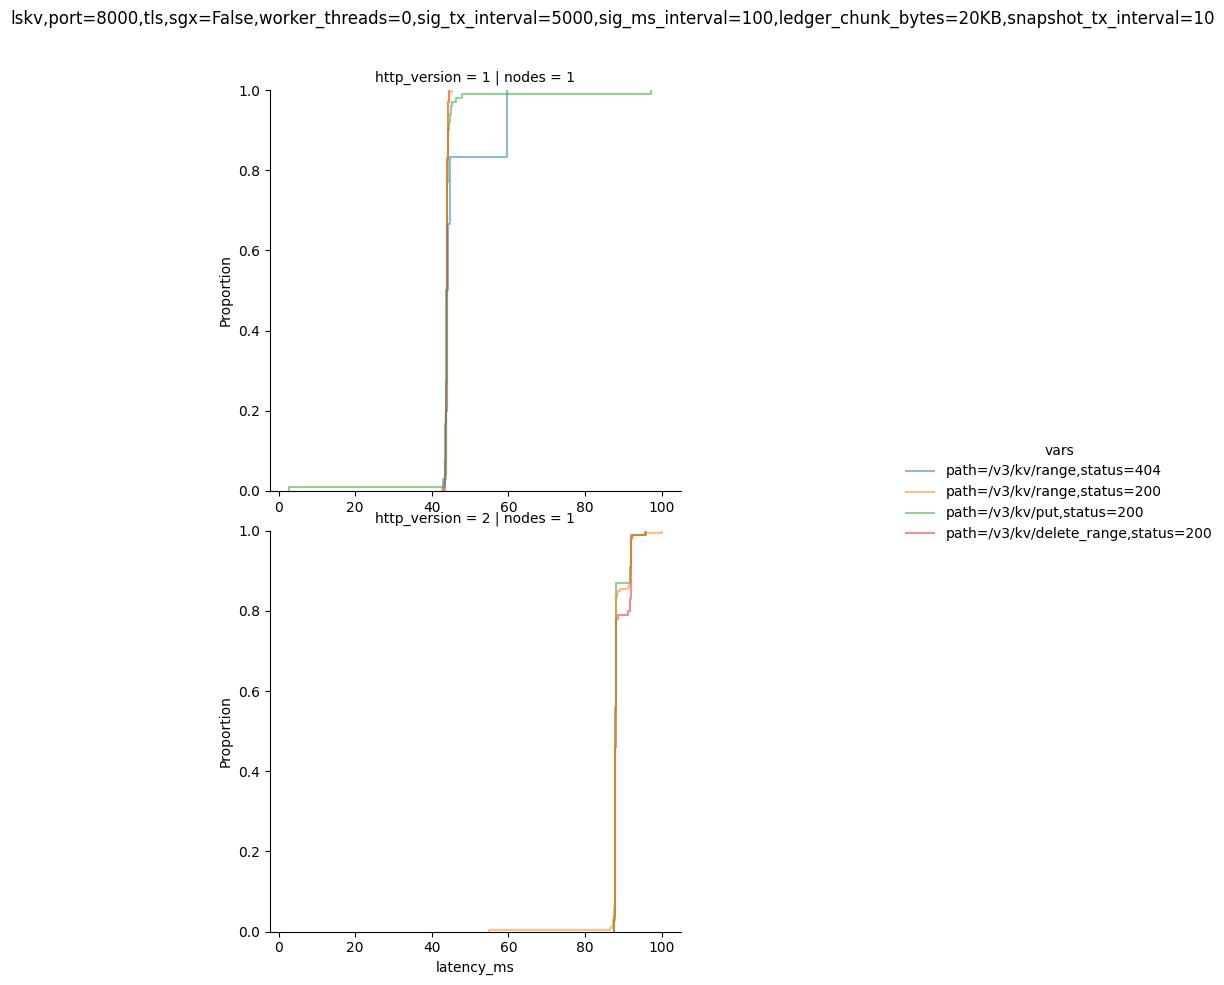 lskv,port=8000,tls,sgx=False,worker_threads=0,sig_tx_interval=5000,sig_ms_interval=100,ledger_chunk_bytes=20KB,snapshot_tx_interval=10
http_version = 1 | nodes = 1
1.0
0.8
0.6
0.4
0.2
0.0
Proportion
0 20 40 60 80 100
http_version = 2 | nodes = 1
1.0
0.8
0.6
0.4
0.2
0.0
Proportion
0 20 40 60 80 100
latency_ms
vars
path=/v3/kv/range,status=404
path=/v3/kv/range,status=200
path=/v3/kv/put,status=200
path=/v3/kv/delete_range,status=200